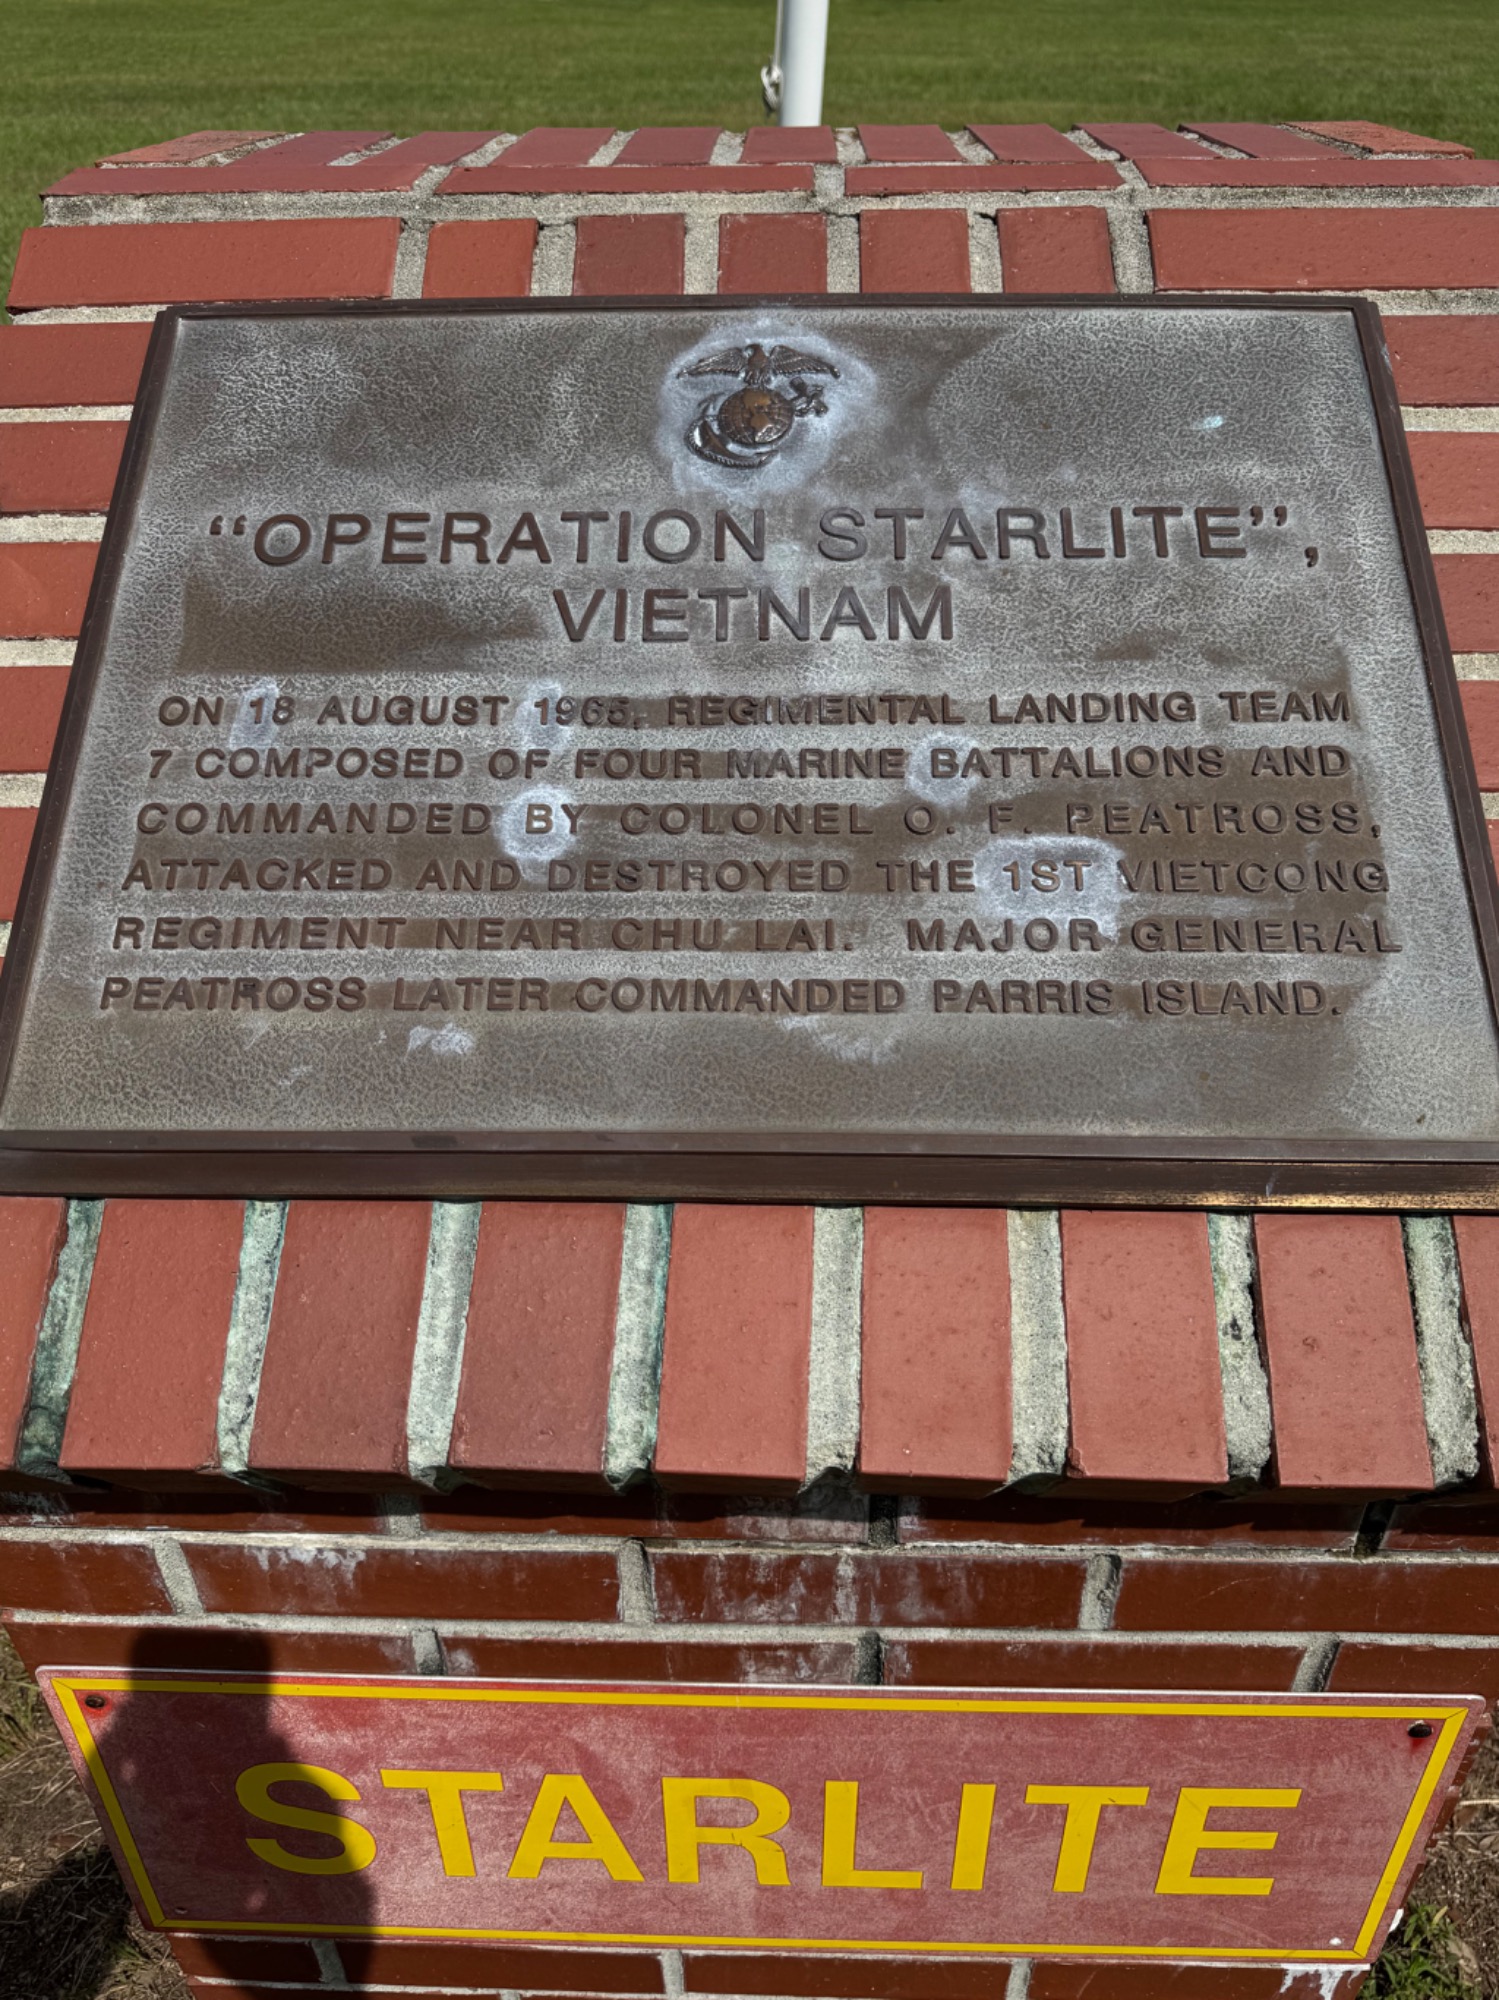 “OPERATION STARLITE”,
VIETNAM
ON 18 AUGUST 1965, REGIMENTAL LANDING TEAM
7 COMPOSED OF FOUR MARINE BATTALIONS AND
COMMANDED BY COLONEL O. F. PEATROSS,
ATTACKED AND DESTROYED THE 1ST VIETCONG
REGIMENT NEAR CHU LAI. MAJOR GENERAL
PEATROSS LATER COMMANDED PARRIS ISLAND.
STARLITE